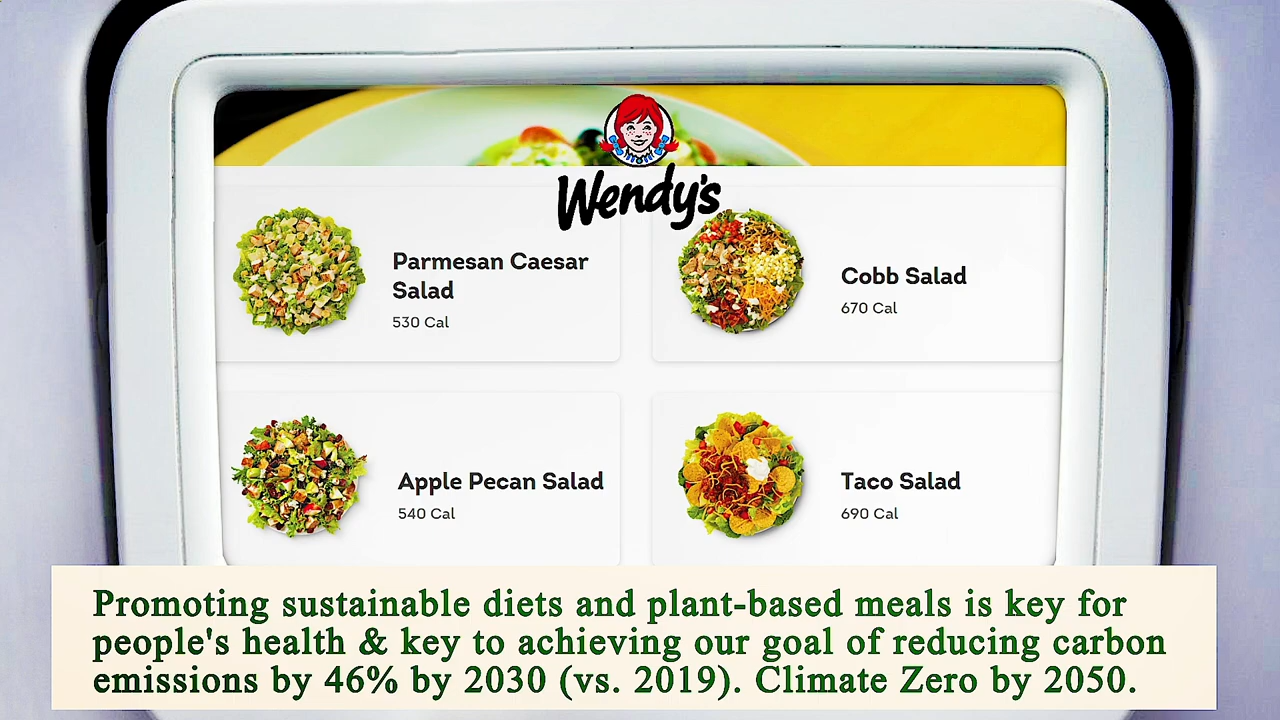 Wendy's
Parmesan Caesar
Salad
530 Cal
Cobb Salad
670 Cal
Apple Pecan Salad
540 Cal
Taco Salad
690 Cal
Promoting sustainable diets and plant-based meals is key for
people's health & key to achieving our goal of reducing carbon
emissions by 46% by 2030 (vs. 2019). Climate Zero by 2050.